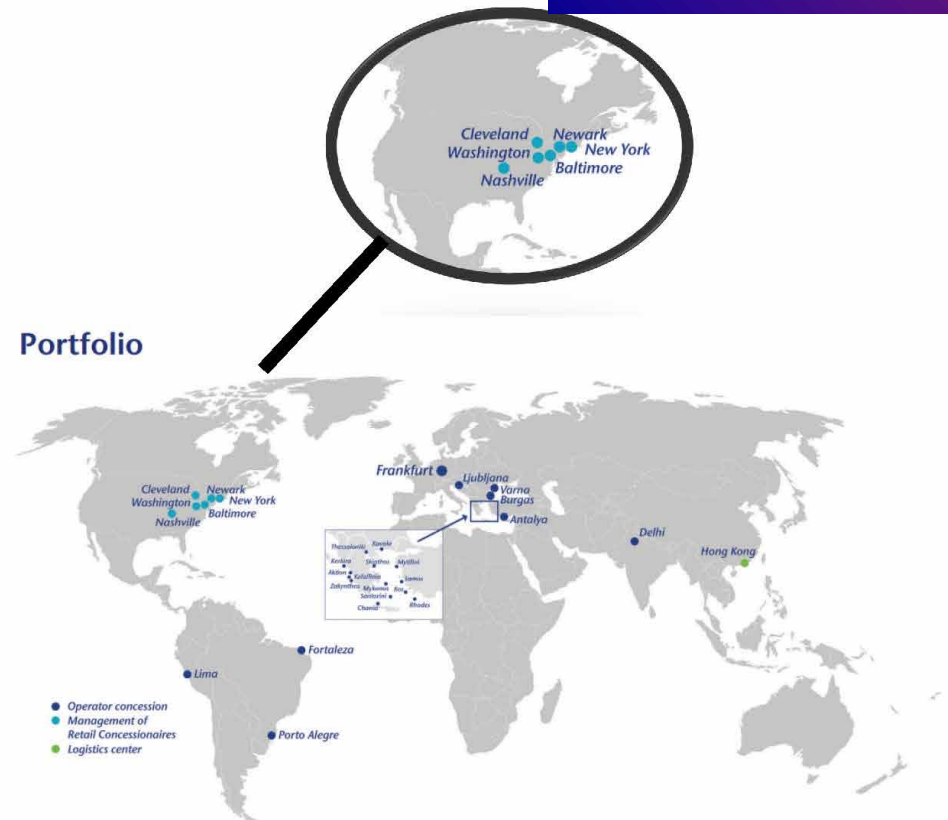 Cleveland
Newark
Washington
New York
Baltimore
Nashville
Portfolio
Frankfurt
Ljubljana
Varna
Burgas
Antalya
Cleveland
Newark
Washington
New York
Baltimore
Nashville
Delhi
Hong Kong
Thessaloniki
Kavala
Kerkira
Skiathos
Mytilini
Aktion
Kefallonia
Samos
Zakynthos
Mykonos
Kos
Santorini
Chania
Rhodes
Fortaleza
Lima
Porto Alegre
Operator concession
Management of
Retail Concessionaires
Logistics center